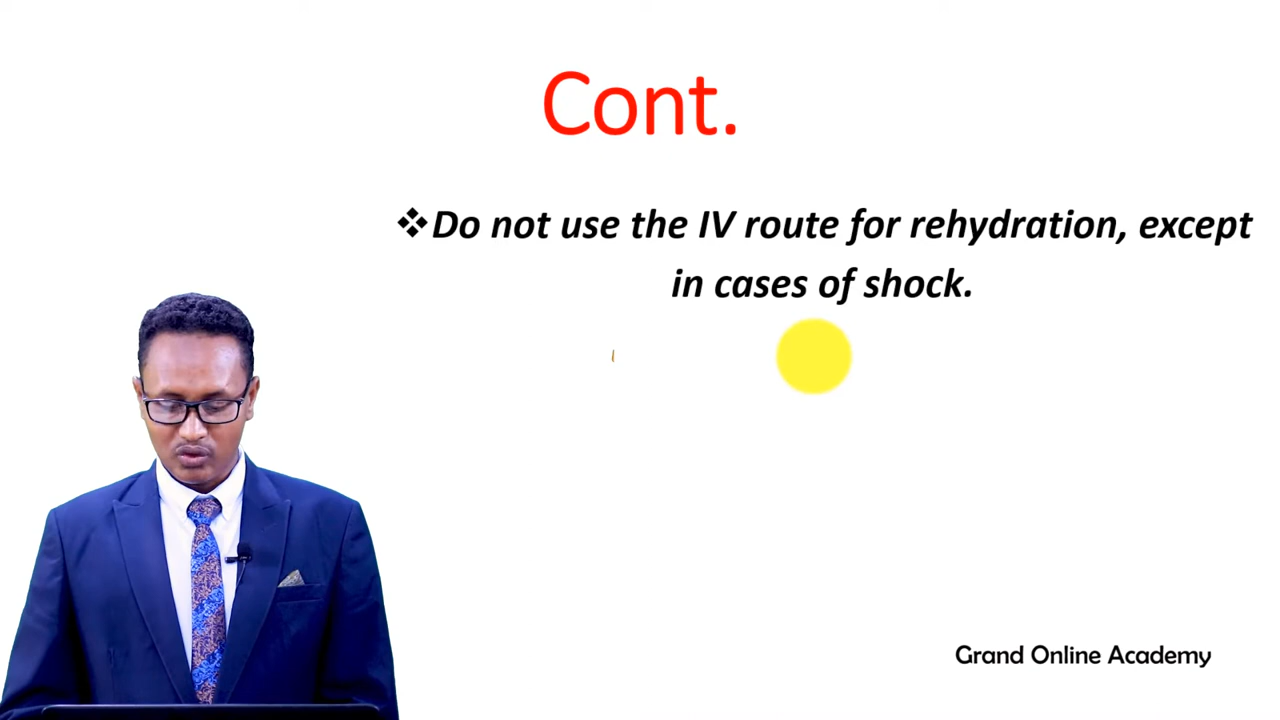 Cont.
❖Do not use the IV route for rehydration, except
in cases of shock.
Grand Online Academy